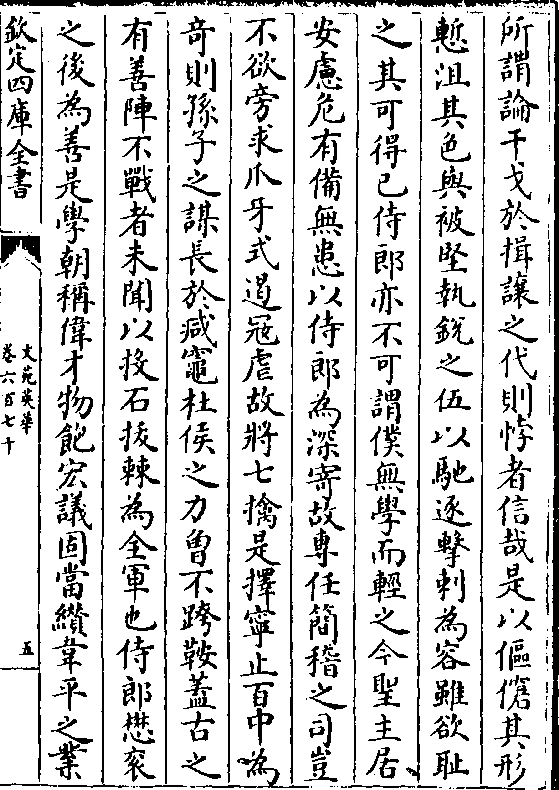 所謂論干戈於揖讓之代則悖者信哉是以傴僂其形
慙沮其色與被堅執銳之伍以馳逐擊刺為容雖欲耻
之其可得已侍郎亦不可謂僕無學而輕之今聖主居
安慮危有備無患以侍郎為深寄故專任簡稽之司豈
不欲旁求爪牙式遏冦虐故將七擒是擇寧止百中為
奇則孫子之謀長於減竈杜侯之力曾不跨鞍蓋古之
有善陣不戰者未聞以投石拔棘為全軍也侍郎懋衮
之後為善是學朝稱偉才物飽宏議固當纉韋平之業
欽定四庫全書
文苑英華
卷六百七十
五